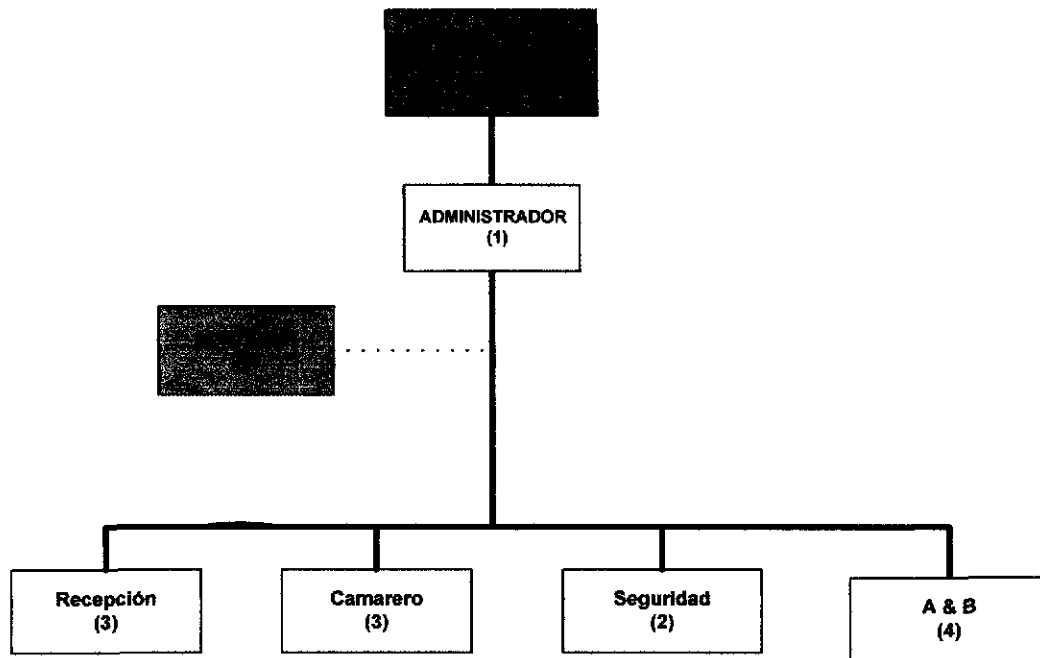 ADMINISTRADOR
(1)
Recepción
(3)
Camarero
(3)
Seguridad
(2)
A & B
(4)